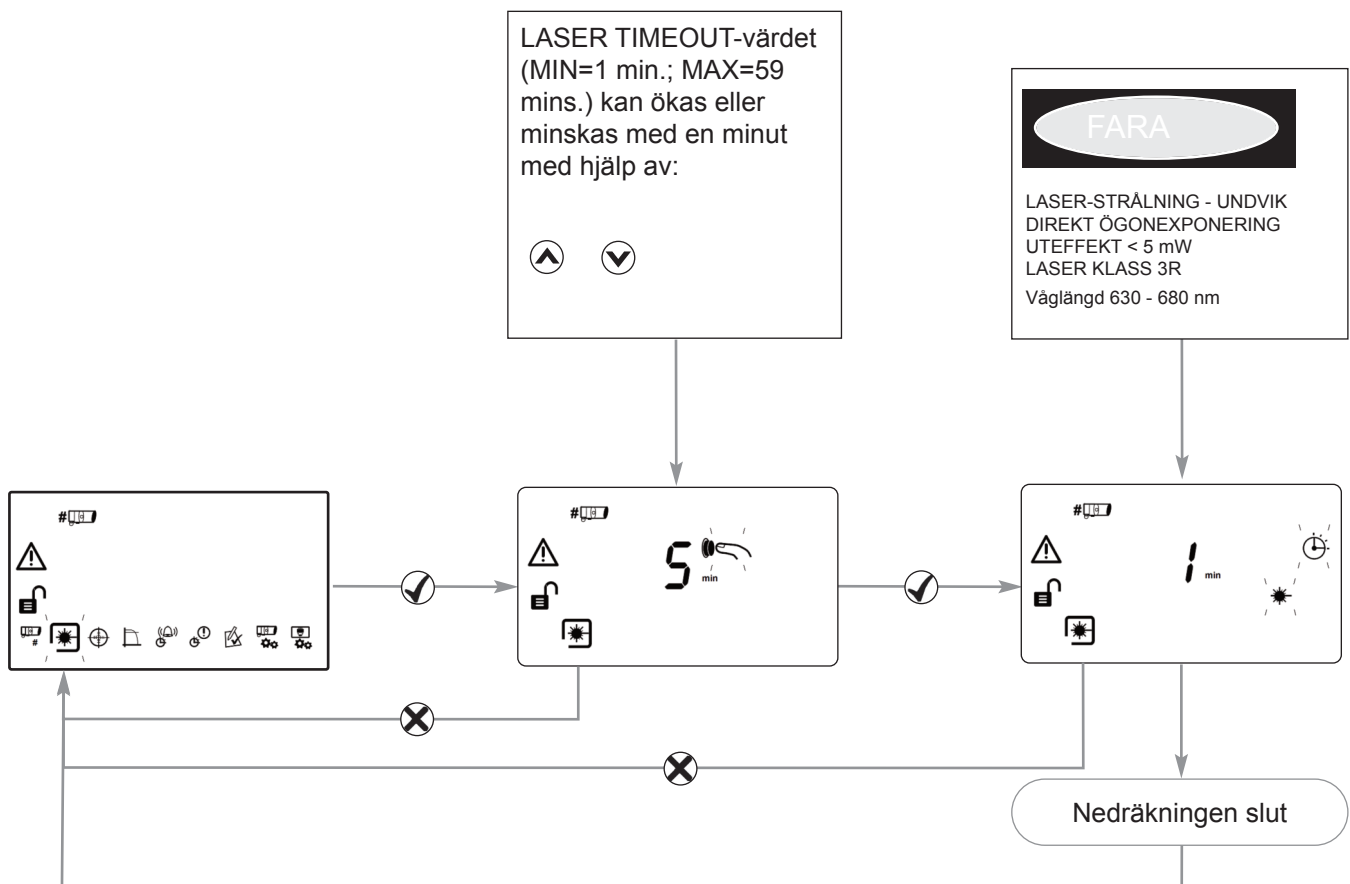 LASER TIMEOUT-värdet
(MIN=1 min.; MAX=59
mins.) kan ökas eller
minskas med en minut
med hjälp av:
FARA
LASER-STRÅLNING - UNDVIK
DIREKT ÖGONEXPONERING
UTEFFEKT < 5 mW
LASER KLASS 3R
Våglängd 630 - 680 nm
#
#
5 min
#
1 min
#
Nedräkningen slut